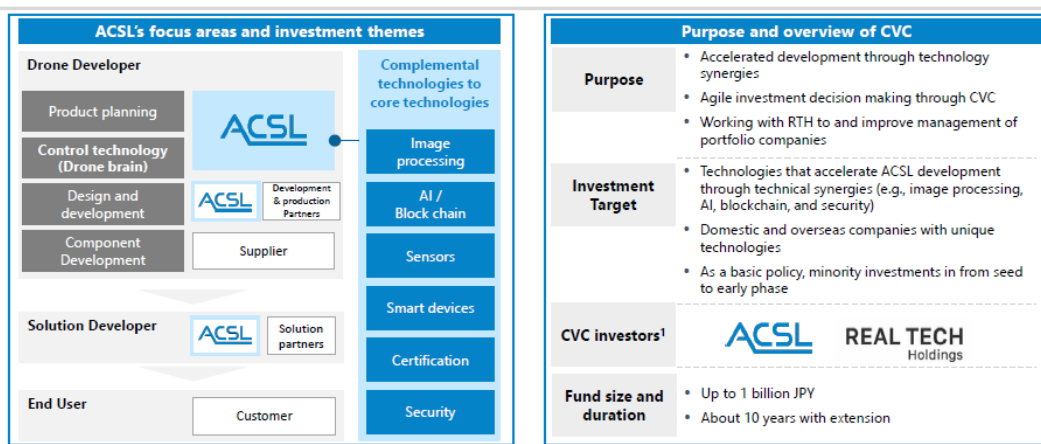 ACSL's focus areas and investment themes
Drone Developer
Product planning
Control technology
(Drone brain)
Design and
development
Component
Development
ACSL
ACSL
Development
& production
Partners
Supplier
Solution Developer
ACSL
Solution
partners
End User
Customer
Complemental
technologies to
core technologies
Image
processing
AI /
Block chain
Sensors
Smart devices
Certification
Security
Purpose and overview of CVC
Purpose
• Accelerated development through technology
synergies
• Agile investment decision making through CVC
• Working with RTH to and improve management of
portfolio companies
Investment
Target
• Technologies that accelerate ACSL development
through technical synergies (e.g., image processing,
AI, blockchain, and security)
• Domestic and overseas companies with unique
technologies
• As a basic policy, minority investments in from seed
to early phase
CVC investors¹
ACSL
REAL TECH
Holdings
Fund size and
duration
• Up to 1 billion JPY
• About 10 years with extension